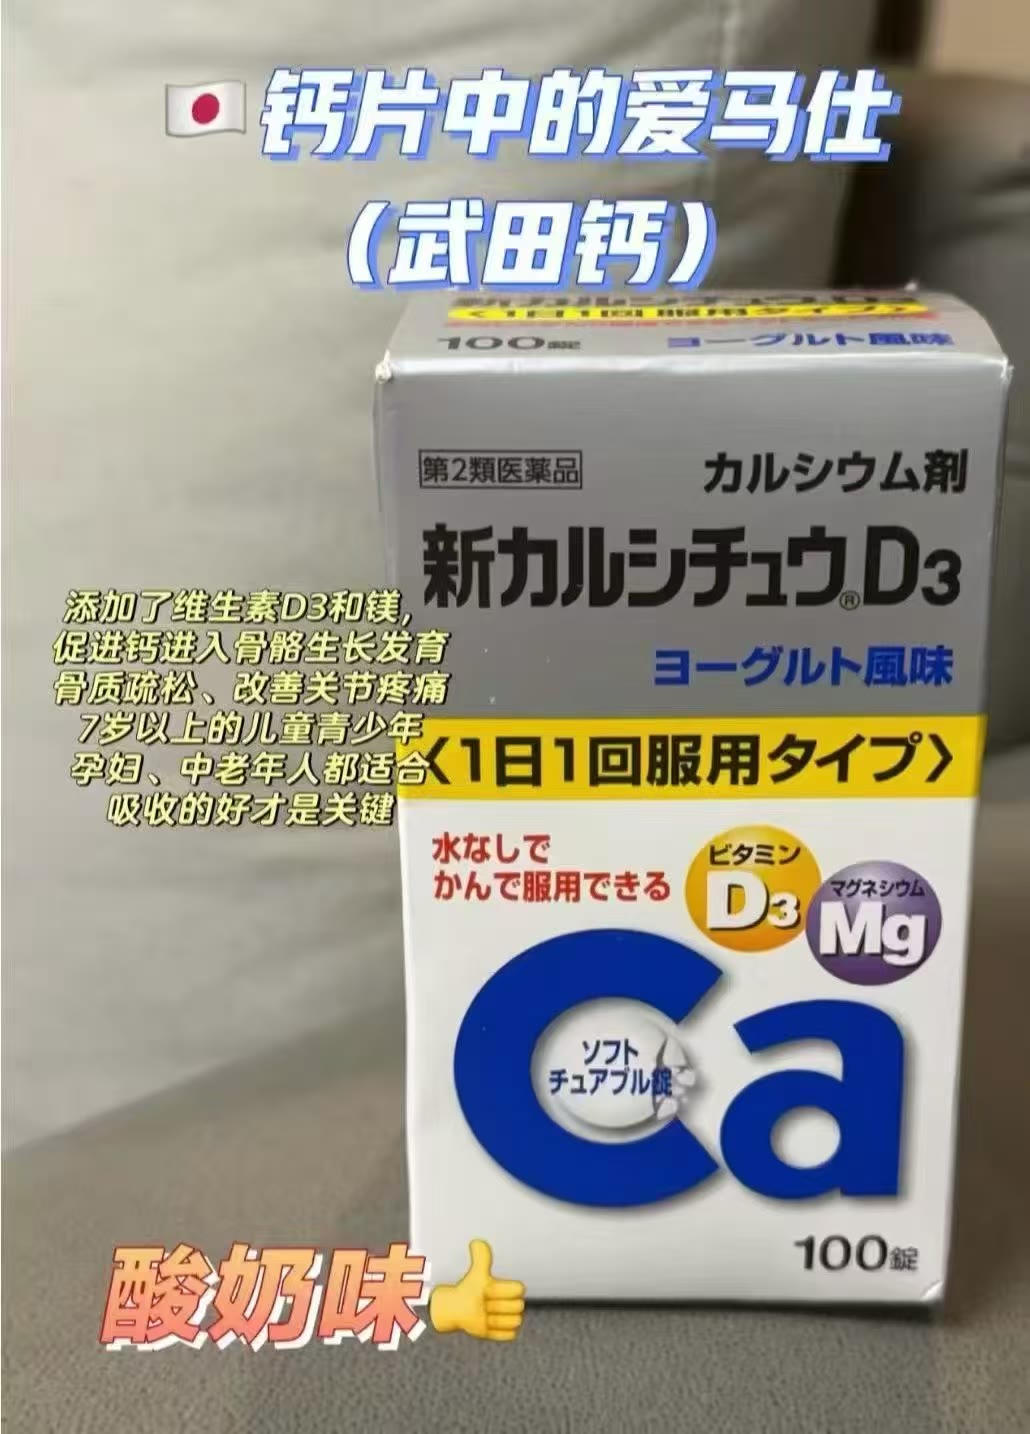 钙片中的爱马仕
(武田钙)
新カルシチュウD3
〈1日1回服用タイプ〉
100錠
ヨーグルト風味
第2類医薬品
カルシウム剤
新カルシチュウ®D3
ヨーグルト風味
〈1日1回服用タイプ〉
添加了维生素D3和镁，
促进钙进入骨骼生长发育
骨质疏松、改善关节疼痛
7岁以上的儿童青少年
孕妇、中老年人都适合
吸收的好才是关键
水なしで
かんで服用できる
ビタミン
D3
マグネシウム
Mg
Ca
ソフト
チュアブル錠
100錠
酸奶味